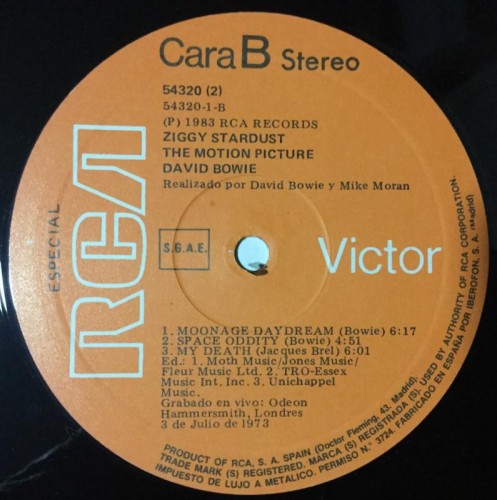 Cara B Stereo
54320 (2)
54320-1-B
(P) 1983 RCA RECORDS
ZIGGY STARDUST
THE MOTION PICTURE
DAVID BOWIE
Realizado por David Bowie y Mike Moran
ESPECIAL
RCA
S.G.A.E.
Victor
1. MOONAGE DAYDREAM (Bowie) 6:17
2. SPACE ODDITY (Bowie) 4:51
3. MY DEATH (Jacques Brel) 6:01
Ed.: 1. Moth Music/Jones Music/
Fleur Music Ltd. 2. TRO-Essex
Music Int, Inc. 3. Unichappel
Music.
Grabado en vivo: Odeon
Hammersmith, Londres
3 de Julio de 1973
PRODUCT OF RCA, S. A. SPAIN (Doctor Fleming, 43. Madrid).
TRADE MARK (S) REGISTERED. MARCA (S) REGISTRADA (S). USED BY AUTHORITY OF RCA CORPORATION.
IMPUESTO DE LUJO A METALICO. PERMISO N.° 3724. FABRICADO EN ESPAÑA POR IBEROFON, S. A. (Madrid)